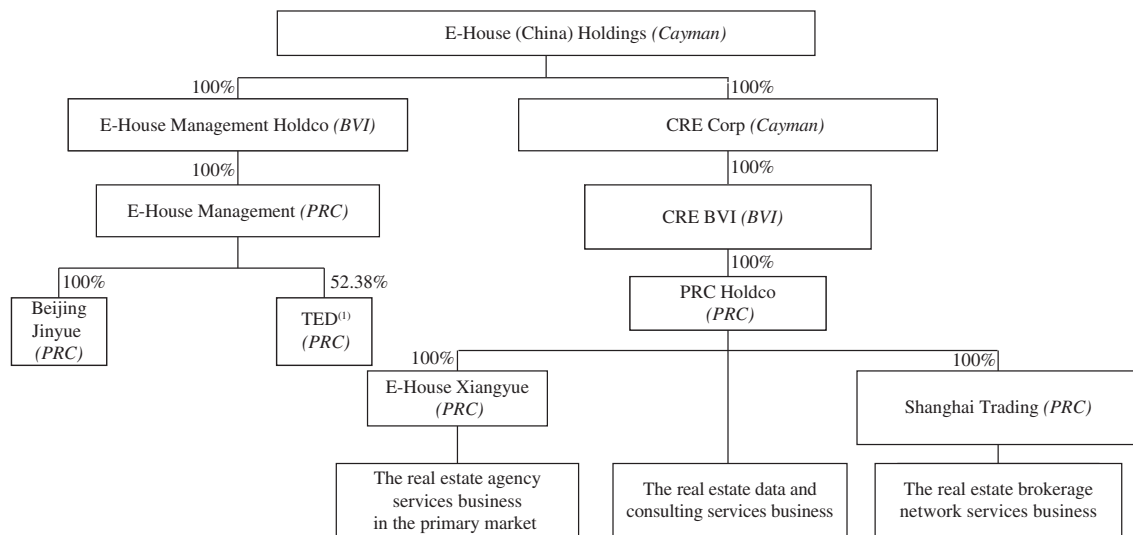 E-House (China) Holdings (Cayman)
100%
100%
E-House Management Holdco (BVI)
CRE Corp (Cayman)
100%
100%
E-House Management (PRC)
CRE BVI (BVI)
100%
52.38%
100%
Beijing
Jinyue
(PRC)
TED(1)
(PRC)
PRC Holdco
(PRC)
100%
100%
E-House Xiangyue
(PRC)
Shanghai Trading (PRC)
The real estate agency
services business
in the primary market
The real estate data and
consulting services business
The real estate brokerage
network services business